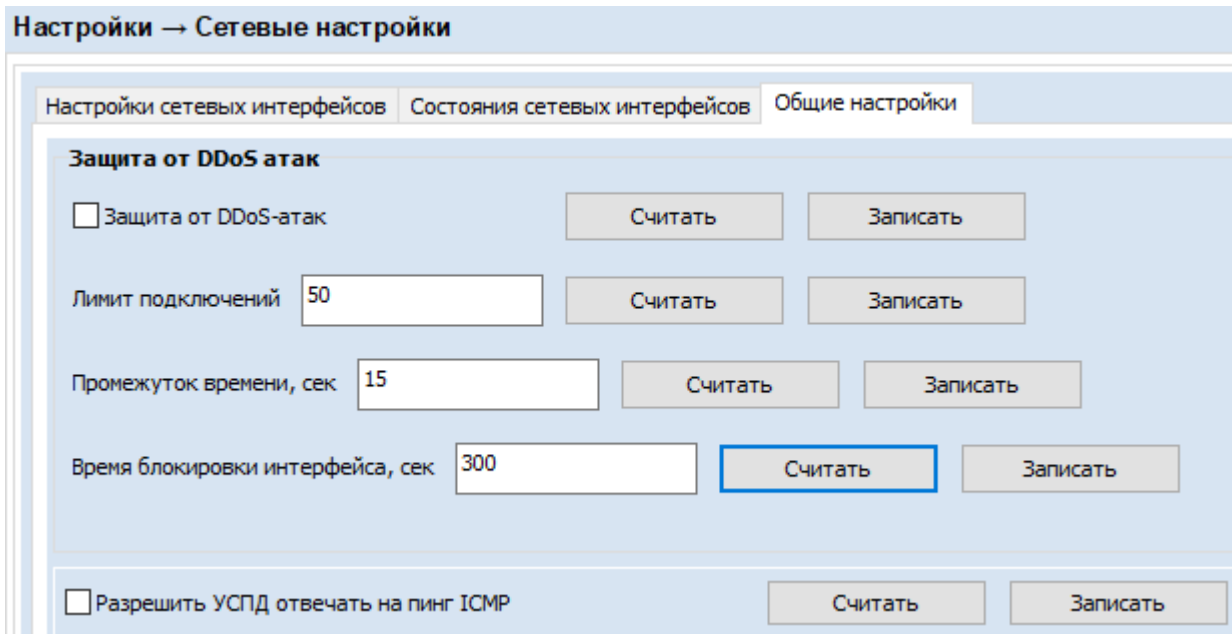 Настройки → Сетевые настройки
Настройки сетевых интерфейсов Состояния сетевых интерфейсов Общие настройки
Защита от DDoS атак
Защита от DDoS-атак Считать Записать
Лимит подключений 50 Считать Записать
Промежуток времени, сек 15 Считать Записать
Время блокировки интерфейса, сек 300 Считать Записать
Разрешить УСПД отвечать на пинг ICMP Считать Записать